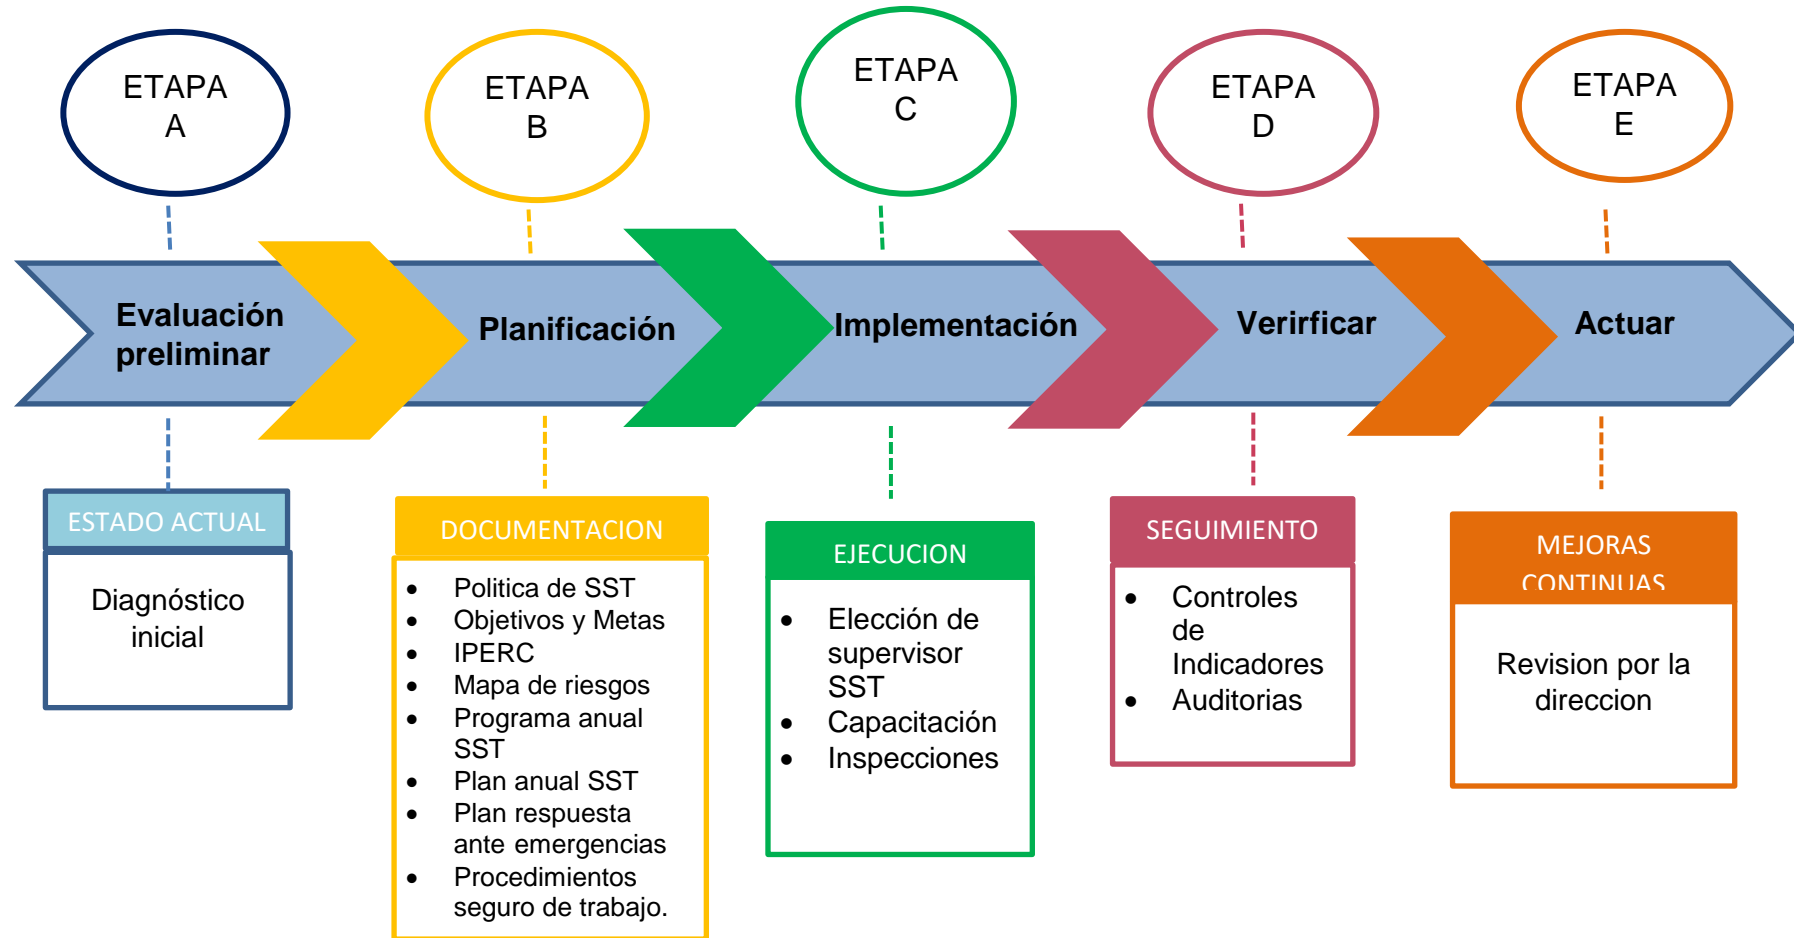 ETAPA
A
ETAPA
B
ETAPA
C
ETAPA
D
ETAPA
E
Evaluación
preliminar
Planificación
Implementación
Verirficar
Actuar
ESTADO ACTUAL
Diagnóstico
inicial
DOCUMENTACION
• Politica de SST
• Objetivos y Metas
• IPERC
• Mapa de riesgos
• Programa anual
SST
• Plan anual SST
• Plan respuesta
ante emergencias
• Procedimientos
seguro de trabajo.
EJECUCION
• Elección de
supervisor
SST
• Capacitación
• Inspecciones
SEGUIMIENTO
• Controles
de
Indicadores
• Auditorias
MEJORAS
CONTINUAS
Revision por la
direccion